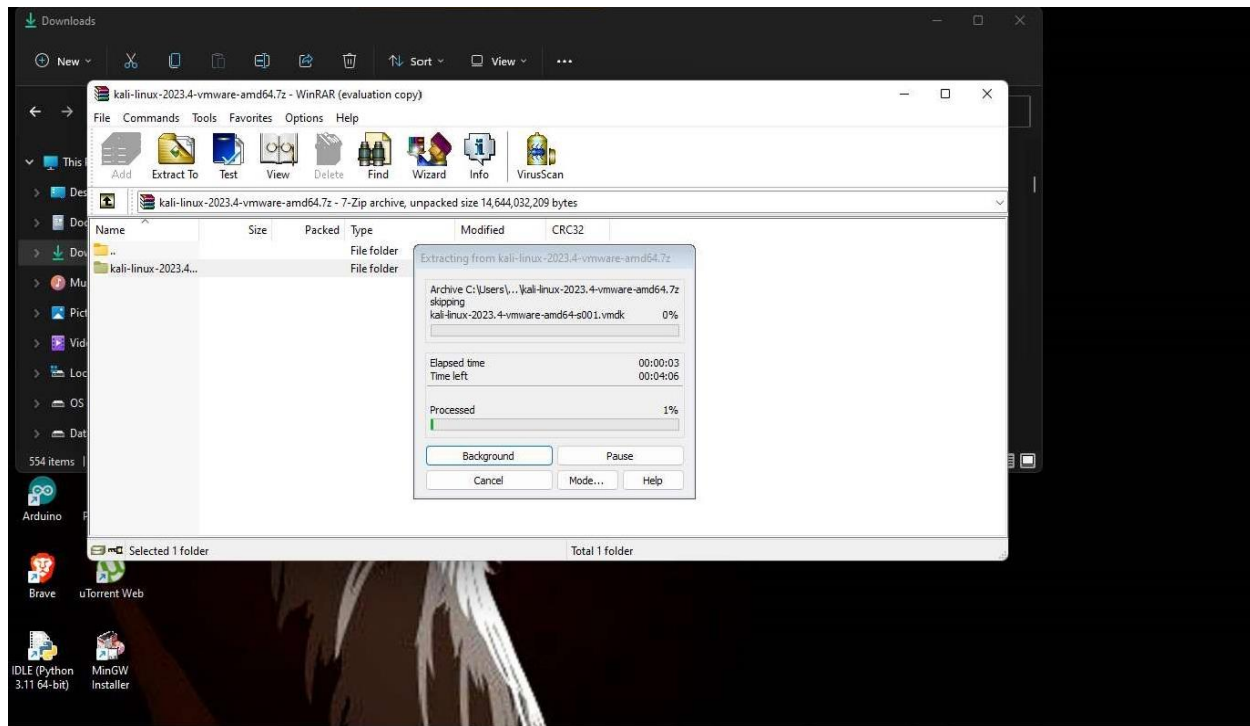 Downloads
New Sort View
kali-linux-2023.4-vmware-amd64.7z - WinRAR (evaluation copy)
File Commands Tools Favorites Options Help
Add Extract To Test View Delete Find Wizard Info VirusScan
kali-linux-2023.4-vmware-amd64.7z - 7-Zip archive, unpacked size 14,644,032,209 bytes
Name Size Packed Type Modified CRC32
.. File folder
kali-linux-2023.4... File folder
Extracting from kali-linux-2023.4-vmware-amd64.7z
Archive C:\Users\...\kali-linux-2023.4-vmware-amd64.7z
skipping
kali-linux-2023.4-vmware-amd64-s001.vmdk 0%
Elapsed time 00:00:03
Time left 00:04:06
Processed 1%
Background Pause
Cancel Mode... Help
This
Des
Doc
Dov
Mu
Pict
Vid
Loc
OS
Dat
554 items
Selected 1 folder Total 1 folder
Arduino
Brave uTorrent Web
IDLE (Python MinGW
3.11 64-bit) Installer